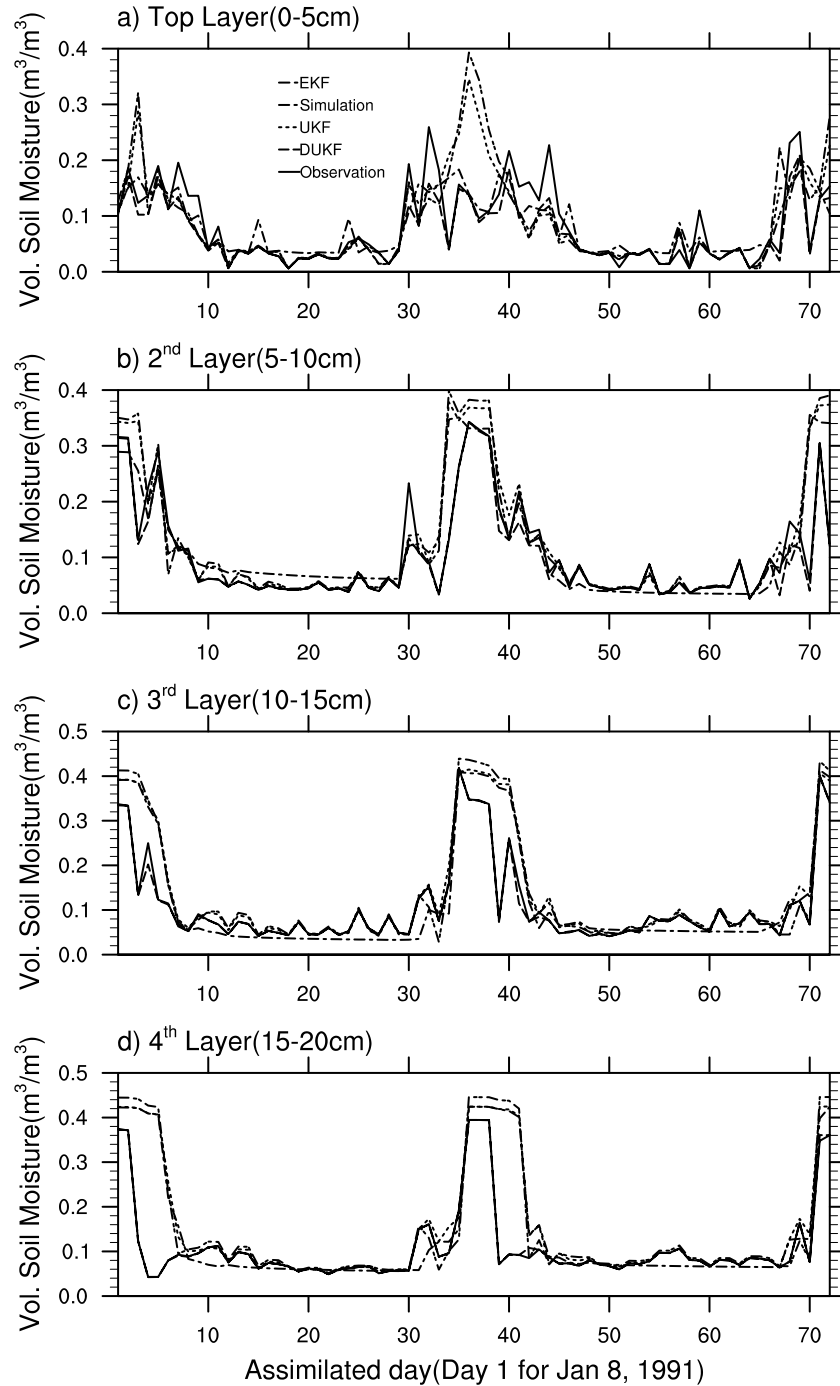 a) Top Layer(0-5cm)
Vol. Soil Moisture(m³/m³)
0.4
0.3
0.2
0.1
0.0
EKF
Simulation
UKF
DUKF
Observation
10 20 30 40 50 60 70
b) 2nd Layer(5-10cm)
Vol. Soil Moisture(m³/m³)
0.4
0.3
0.2
0.1
0.0
10 20 30 40 50 60 70
c) 3rd Layer(10-15cm)
Vol. Soil Moisture(m³/m³)
0.5
0.4
0.3
0.2
0.1
0.0
10 20 30 40 50 60 70
d) 4th Layer(15-20cm)
Vol. Soil Moisture(m³/m³)
0.5
0.4
0.3
0.2
0.1
0.0
10 20 30 40 50 60 70
Assimilated day(Day 1 for Jan 8, 1991)